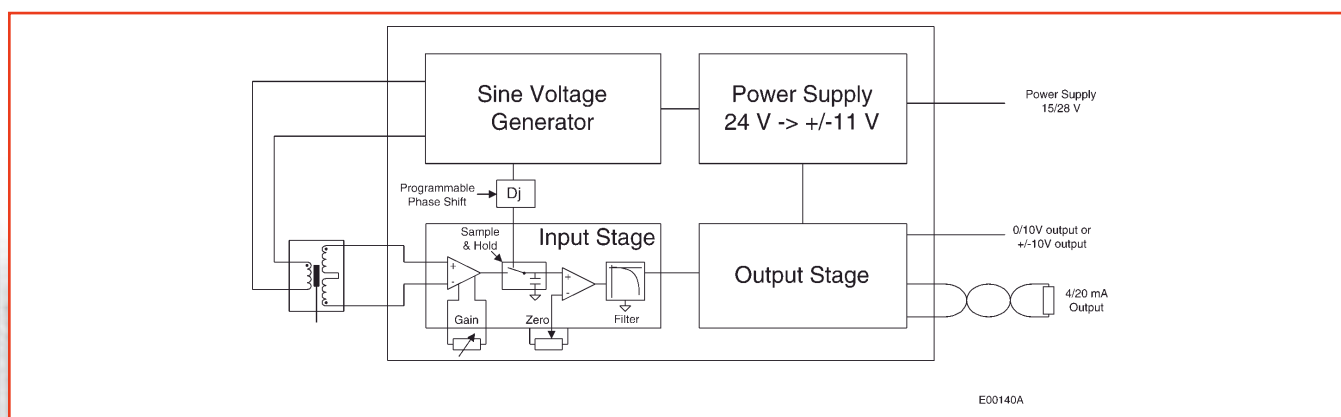 Sine Voltage
Generator
Power Supply
24 V -> +/-11 V
Power Supply
15/28 V
Programmable
Phase Shift
Dj
Sample
& Hold
Input Stage
+
-
+
-
Gain
Zero
Filter
Output Stage
0/10V output or
+/-10V output
4/20 mA
Output
E00140A